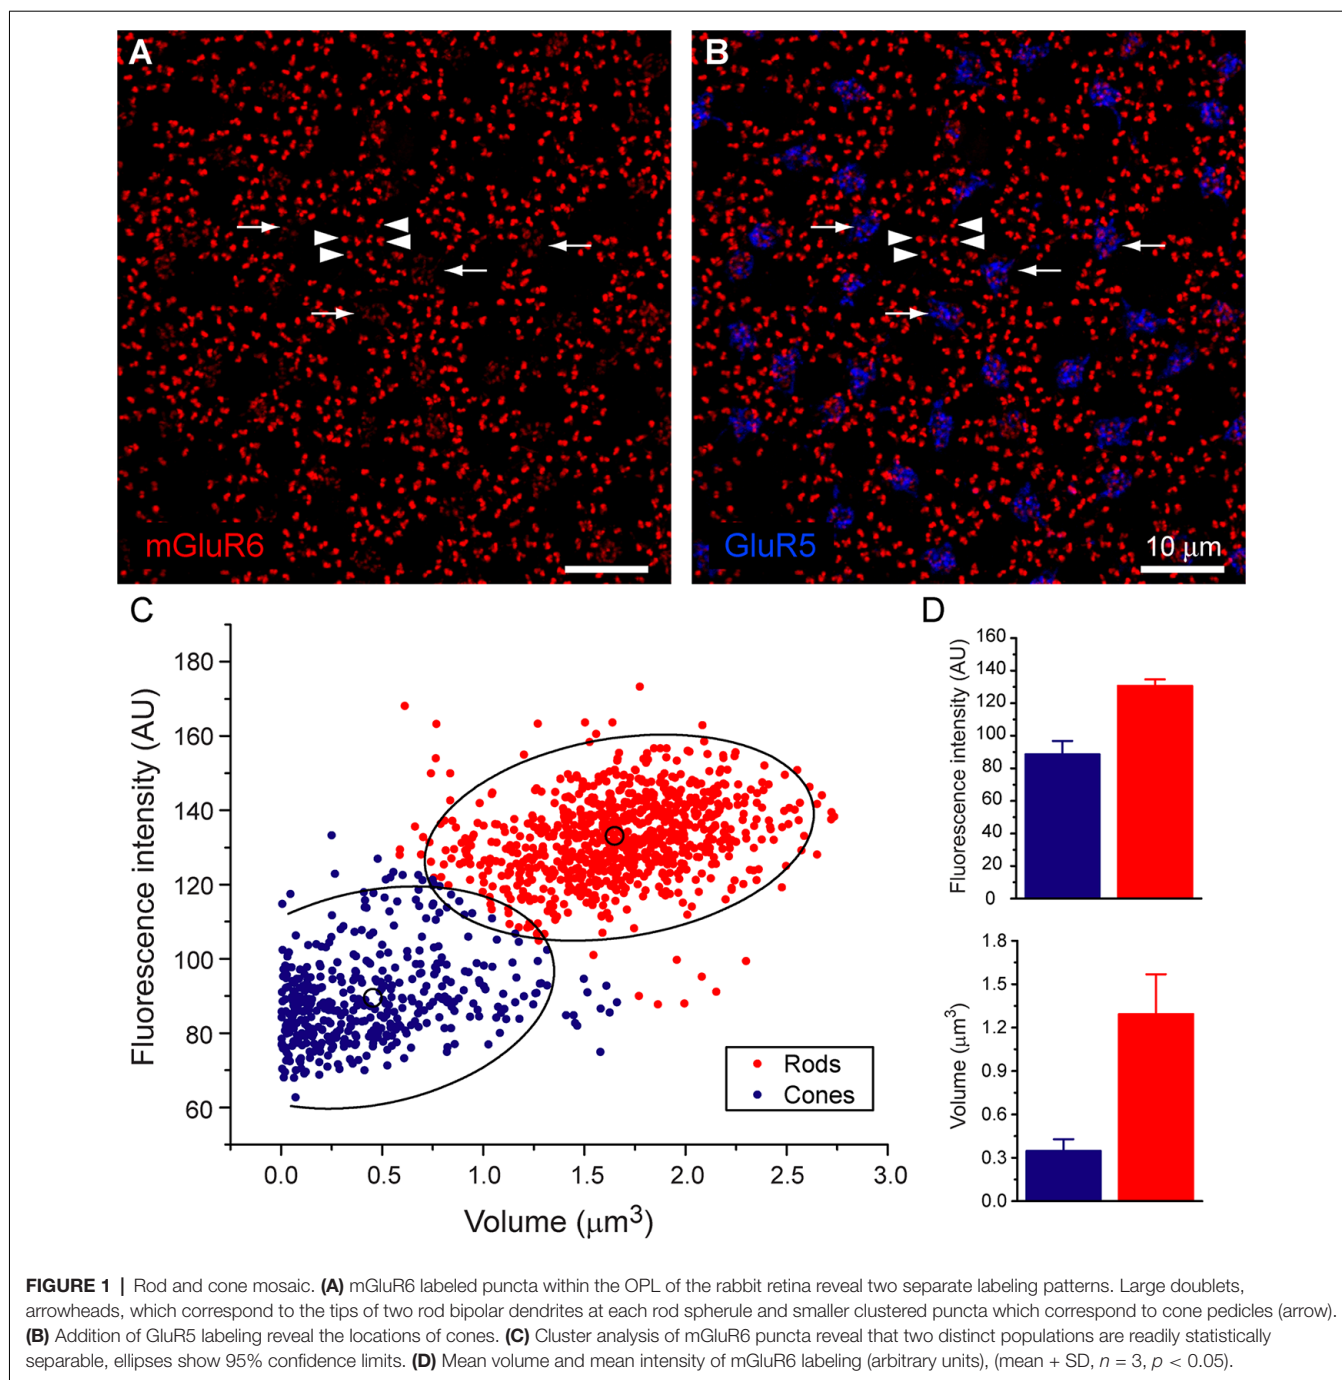 A
B
mGluR6
GluR5
10 μm
C
Fluorescence intensity (AU)
180
160
140
120
100
80
60
0.0 0.5 1.0 1.5 2.0 2.5 3.0
Volume (μm³)
Rods
Cones
D
Fluorescence intensity (AU)
160
140
120
100
80
60
40
20
0
Volume (μm³)
1.8
1.5
1.2
0.9
0.6
0.3
0.0
FIGURE 1 | Rod and cone mosaic. (A) mGluR6 labeled puncta within the OPL of the rabbit retina reveal two separate labeling patterns. Large doublets,
arrowheads, which correspond to the tips of two rod bipolar dendrites at each rod spherule and smaller clustered puncta which correspond to cone pedicles (arrow).
(B) Addition of GluR5 labeling reveal the locations of cones. (C) Cluster analysis of mGluR6 puncta reveal that two distinct populations are readily statistically
separable, ellipses show 95% confidence limits. (D) Mean volume and mean intensity of mGluR6 labeling (arbitrary units), (mean + SD, n = 3, p < 0.05).